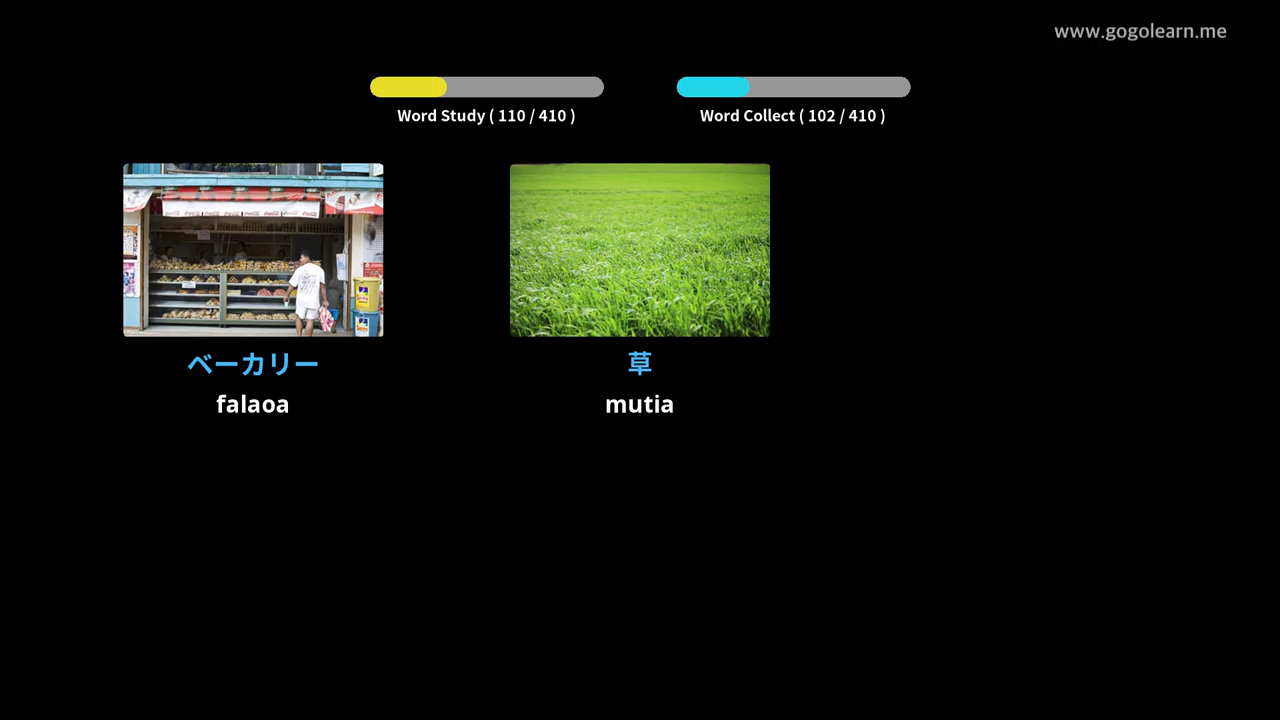 www.gogolearn.me
Word Study ( 110 / 410 )
Word Collect ( 102 / 410 )
ベーカリー
falaoa
草
mutia